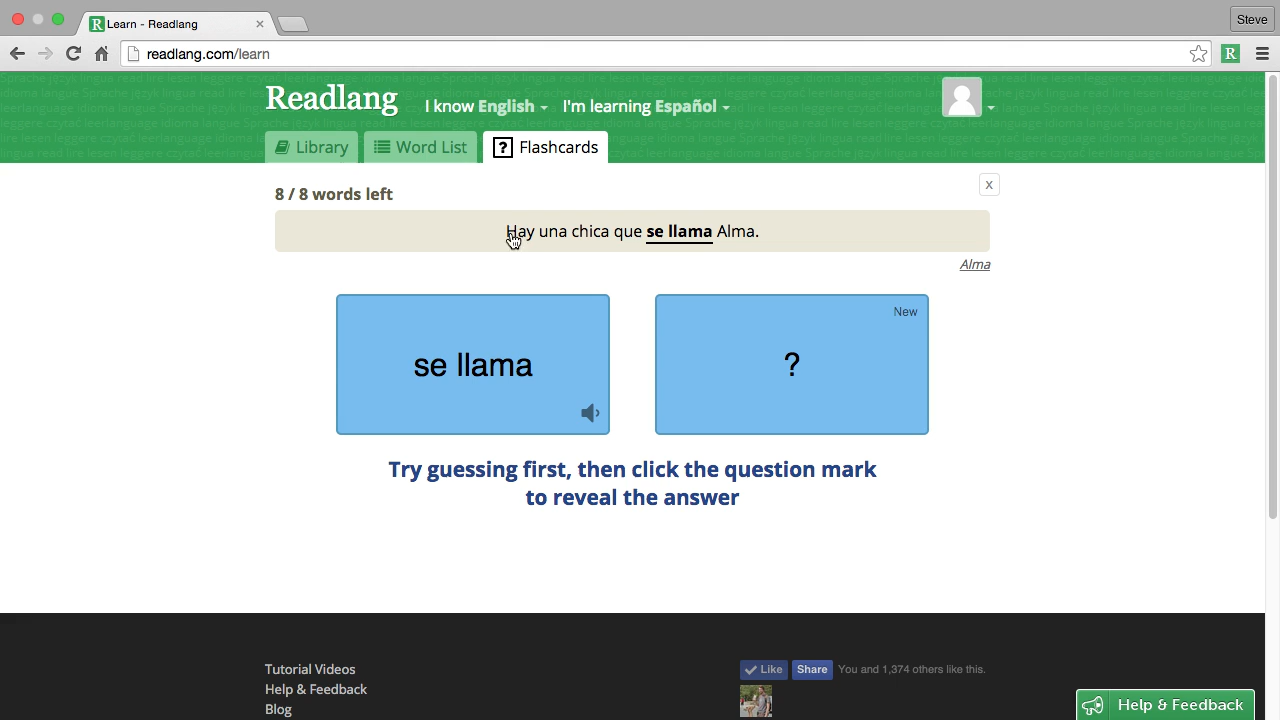 Learn - Readlang
Steve
readlang.com/learn
Readlang
I know English
I'm learning Español
Library
Word List
? Flashcards
8 / 8 words left
x
Hay una chica que se llama Alma.
Alma
se llama
New
?
Try guessing first, then click the question mark
to reveal the answer
Tutorial Videos
Help & Feedback
Blog
Like
Share
You and 1,374 others like this.
Help & Feedback